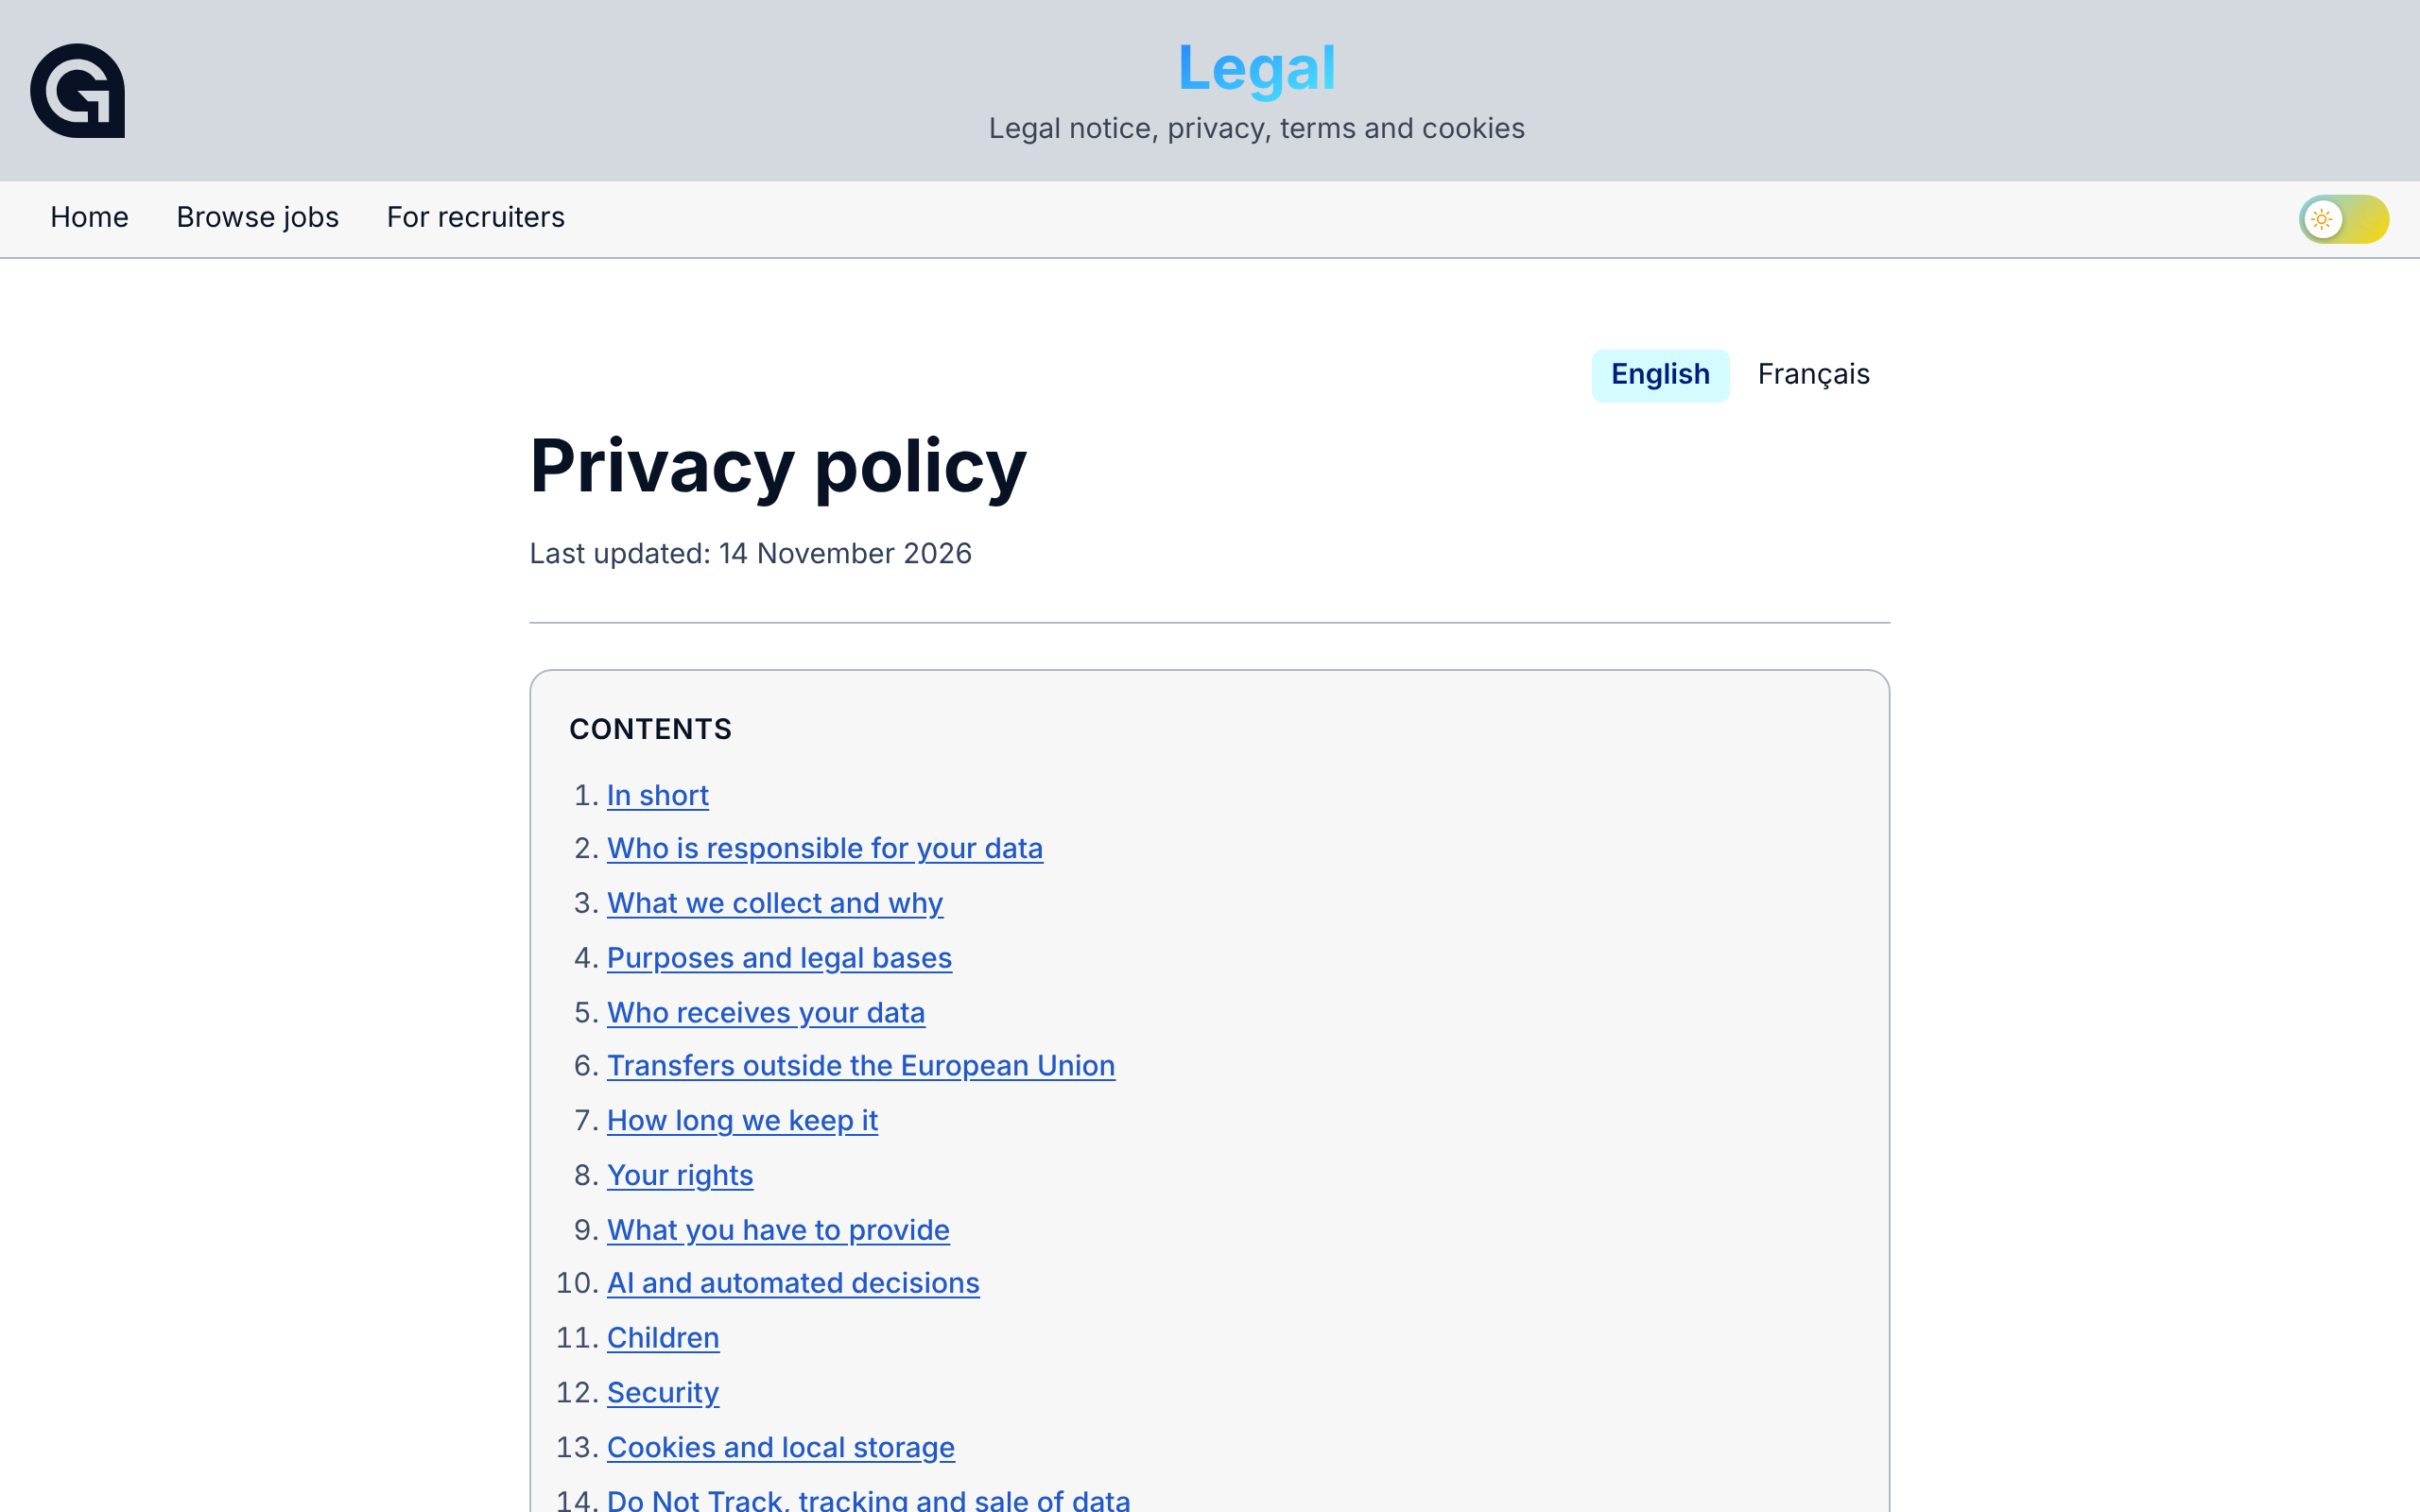 Legal
Legal notice, privacy, terms and cookies
Home Browse jobs For recruiters
English Français
Privacy policy
Last updated: 14 November 2026
CONTENTS
1. In short
2. Who is responsible for your data
3. What we collect and why
4. Purposes and legal bases
5. Who receives your data
6. Transfers outside the European Union
7. How long we keep it
8. Your rights
9. What you have to provide
10. AI and automated decisions
11. Children
12. Security
13. Cookies and local storage
14. Do Not Track, tracking and sale of data